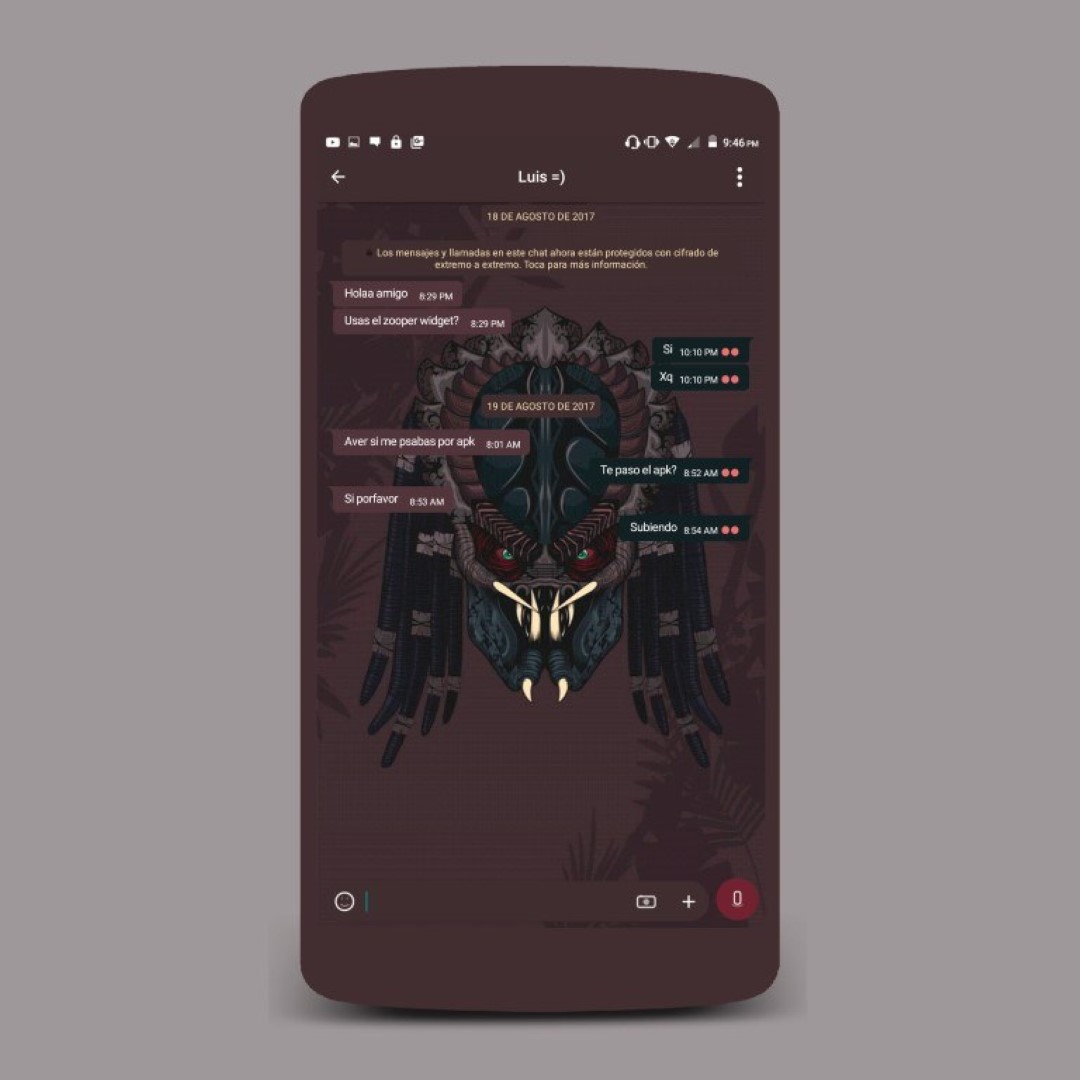 9:46 PM
Luis =)
18 DE AGOSTO DE 2017
Los mensajes y llamadas en este chat ahora están protegidos con cifrado de
extremo a extremo. Toca para más información.
Holaa amigo 8:29 PM
Usas el zooper widget? 8:29 PM
Si 10:10 PM
Xq 10:10 PM
19 DE AGOSTO DE 2017
Aver si me psabas por apk 8:01 AM
Te paso el apk? 8:52 AM
Si porfavor 8:53 AM
Subiendo 8:54 AM